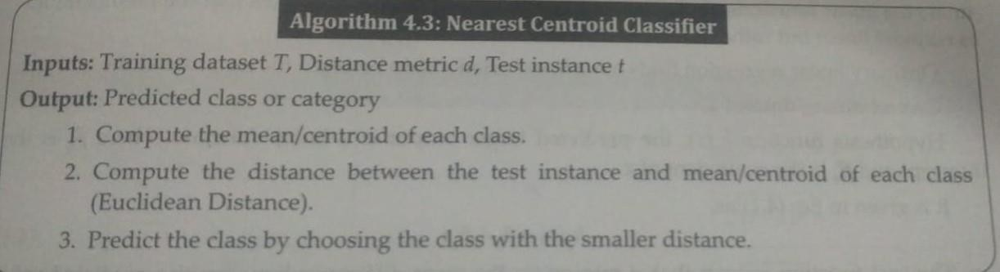 Algorithm 4.3: Nearest Centroid Classifier
Inputs: Training dataset T, Distance metric d, Test instance t
Output: Predicted class or category
1. Compute the mean/centroid of each class.
2. Compute the distance between the test instance and mean/centroid of each class
(Euclidean Distance).
3. Predict the class by choosing the class with the smaller distance.